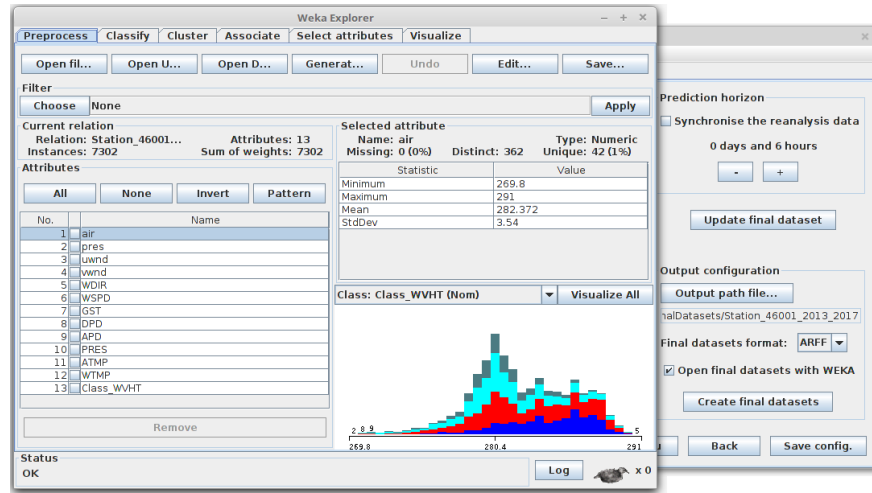 Weka Explorer
Preprocess Classify Cluster Associate Select attributes Visualize
Open fil... Open U... Open D... Generat... Undo Edit... Save...
Filter
Choose None Apply
Current relation
Relation: Station_46001... Attributes: 13
Instances: 7302 Sum of weights: 7302
Attributes
All None Invert Pattern
No. Name
1 air
2 pres
3 uwnd
4 vwnd
5 WDIR
6 WSPD
7 GST
8 DPD
9 APD
10 PRES
11 ATMP
12 WTMP
13 Class_WVHT
Remove
Status
OK
Selected attribute
Name: air Type: Numeric
Missing: 0 (0%) Distinct: 362 Unique: 42 (1%)
Statistic Value
Minimum 269.8
Maximum 291
Mean 282.372
StdDev 3.54
Class: Class_WVHT (Nom) Visualize All
2 8 9 5
269.8 280.4 291
Log x 0
Prediction horizon
Synchronise the reanalysis data
0 days and 6 hours
- +
Update final dataset
Output configuration
Output path file...
nalDatasets/Station_46001_2013_2017
Final datasets format: ARFF
Open final datasets with WEKA
Create final datasets
Back Save config.